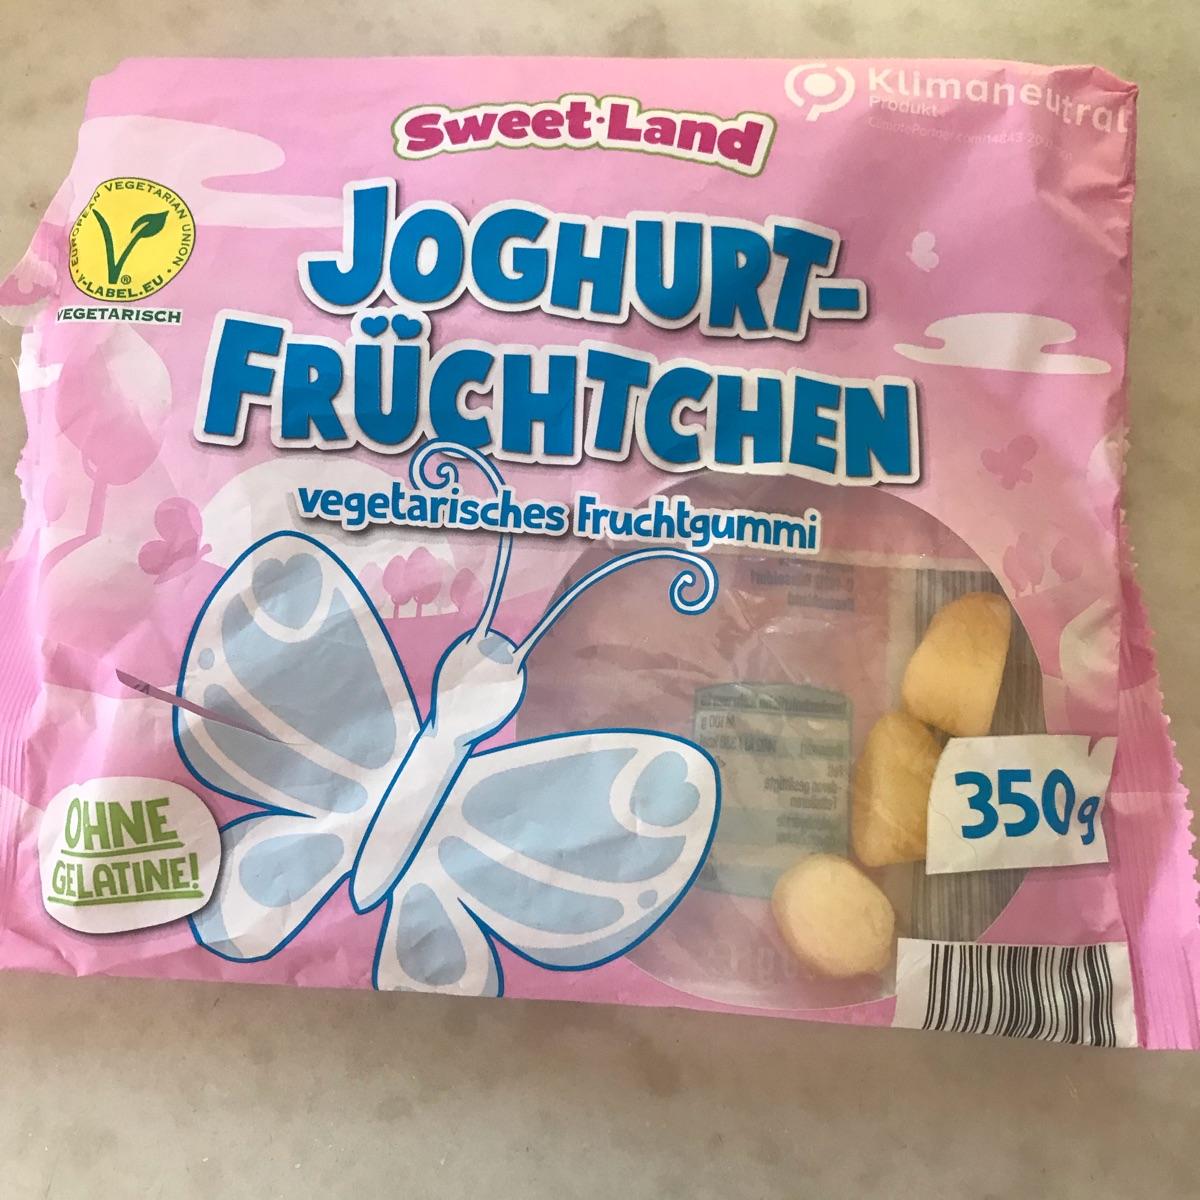 Klimaneutral
Produkt
Sweet·Land
EUROPEAN VEGETARIAN UNION
V-LABEL.EU
VEGETARISCH
JOGHURT-
FRÜCHTCHEN
vegetarisches Fruchtgummi
350g
OHNE
GELATINE!